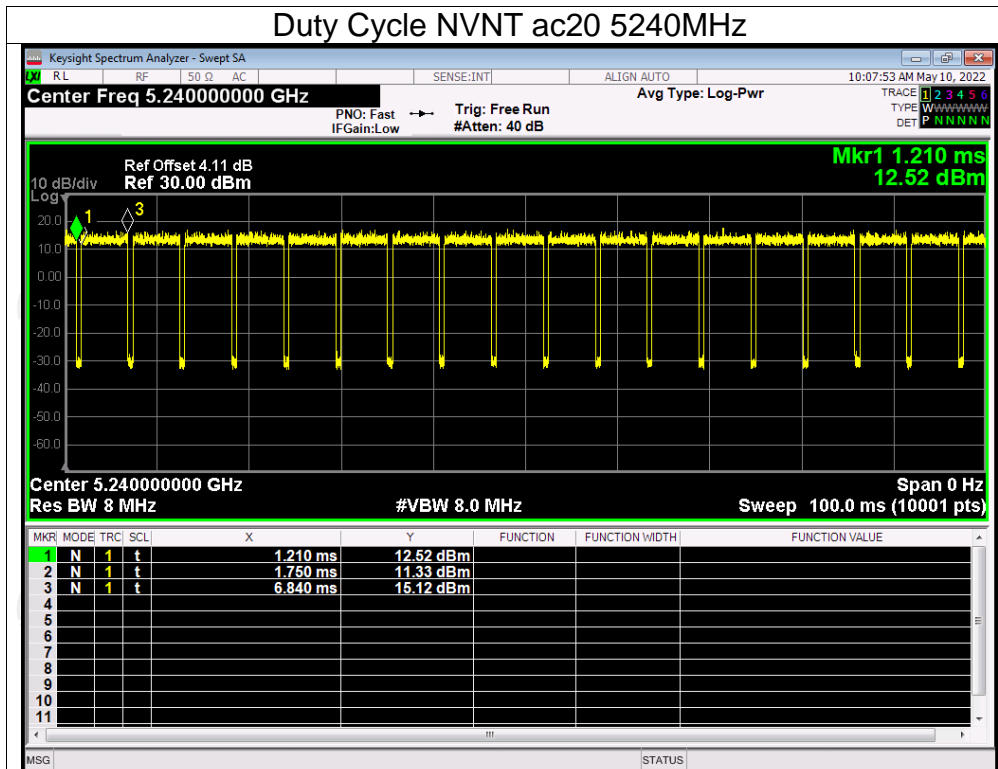 Duty Cycle NVNT ac20 5240MHz
Keysight Spectrum Analyzer - Swept SA
LXI RL RF 50 Ω AC SENSE:INT ALIGN AUTO 10:07:53 AM May 10, 2022
Center Freq 5.240000000 GHz Avg Type: Log-Pwr TRACE 1 2 3 4 5 6
PNO: Fast Trig: Free Run TYPE WWWWWW
IFGain:Low #Atten: 40 dB DET P N N N N N
Mkr1 1.210 ms
Ref Offset 4.11 dB
10 dB/div Ref 30.00 dBm 12.52 dBm
Log
1 3
20.0
10.0
0.00
-10.0
-20.0
-30.0
-40.0
-50.0
-60.0
Center 5.240000000 GHz Span 0 Hz
Res BW 8 MHz #VBW 8.0 MHz Sweep 100.0 ms (10001 pts)
MKR MODE TRC SCL X Y FUNCTION FUNCTION WIDTH FUNCTION VALUE
1 N 1 t 1.210 ms 12.52 dBm
2 N 1 t 1.750 ms 11.33 dBm
3 N 1 t 6.840 ms 15.12 dBm
4
5
6
7
8
9
10
11
MSG STATUS